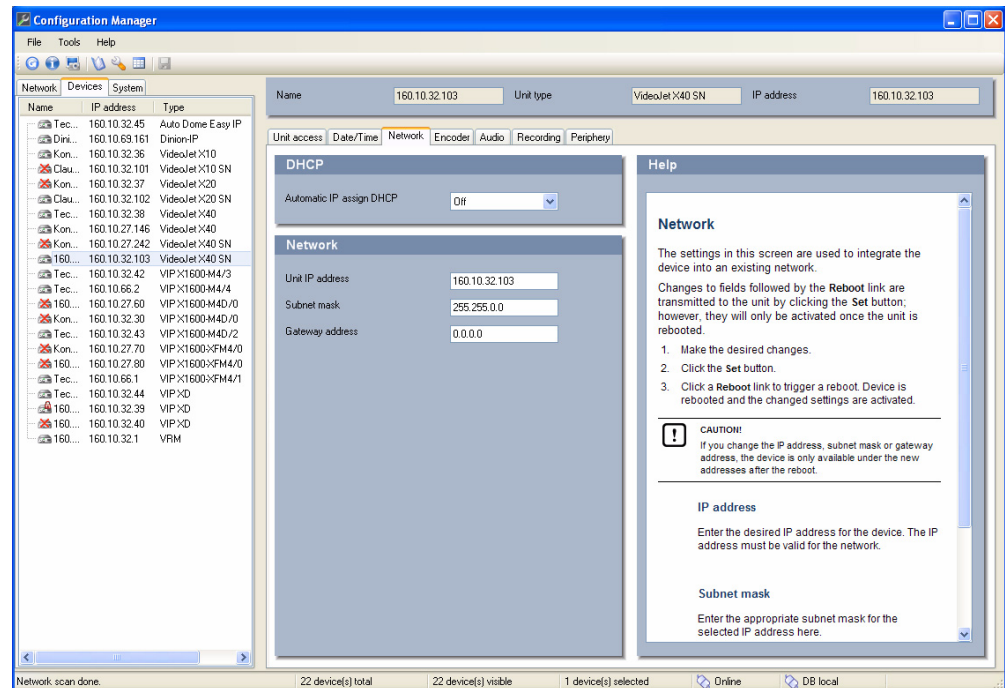 Configuration Manager
File Tools Help
Network Devices System
Name IP address Type
Tec... 160.10.32.45 Auto Dome Easy IP
Dini... 160.10.69.161 Dinion-IP
Kon... 160.10.32.36 VideoJet X10
Clau... 160.10.32.101 VideoJet X10 SN
Kon... 160.10.32.37 VideoJet X20
Clau... 160.10.32.102 VideoJet X20 SN
Tec... 160.10.32.38 VideoJet X40
Kon... 160.10.27.146 VideoJet X40
Kon... 160.10.27.242 VideoJet X40 SN
160.... 160.10.32.103 VideoJet X40 SN
Tec... 160.10.32.42 VIP X1600-M4/3
Tec... 160.10.66.2 VIP X1600-M4/4
160.... 160.10.27.60 VIP X1600-M4D/0
Kon... 160.10.32.30 VIP X1600-M4D/0
Tec... 160.10.32.43 VIP X1600-M4D/2
Kon... 160.10.27.70 VIP X1600-XFM4/0
160.... 160.10.27.80 VIP X1600-XFM4/0
Tec... 160.10.66.1 VIP X1600-XFM4/1
Tec... 160.10.32.44 VIP XD
160.... 160.10.32.39 VIP XD
160.... 160.10.32.40 VIP XD
160.... 160.10.32.1 VRM
Name 160.10.32.103 Unit type VideoJet X40 SN IP address 160.10.32.103
Unit access Date/Time Network Encoder Audio Recording Periphery
DHCP
Automatic IP assign DHCP Off
Network
Unit IP address 160.10.32.103
Subnet mask 255.255.0.0
Gateway address 0.0.0.0
Help
Network
The settings in this screen are used to integrate the
device into an existing network.
Changes to fields followed by the Reboot link are
transmitted to the unit by clicking the Set button;
however, they will only be activated once the unit is
rebooted.
1. Make the desired changes.
2. Click the Set button.
3. Click a Reboot link to trigger a reboot. Device is
rebooted and the changed settings are activated.
CAUTION!
If you change the IP address, subnet mask or gateway
address, the device is only available under the new
addresses after the reboot.
IP address
Enter the desired IP address for the device. The IP
address must be valid for the network.
Subnet mask
Enter the appropriate subnet mask for the
selected IP address here.
Network scan done. 22 device(s) total 22 device(s) visible 1 device(s) selected Online DB local